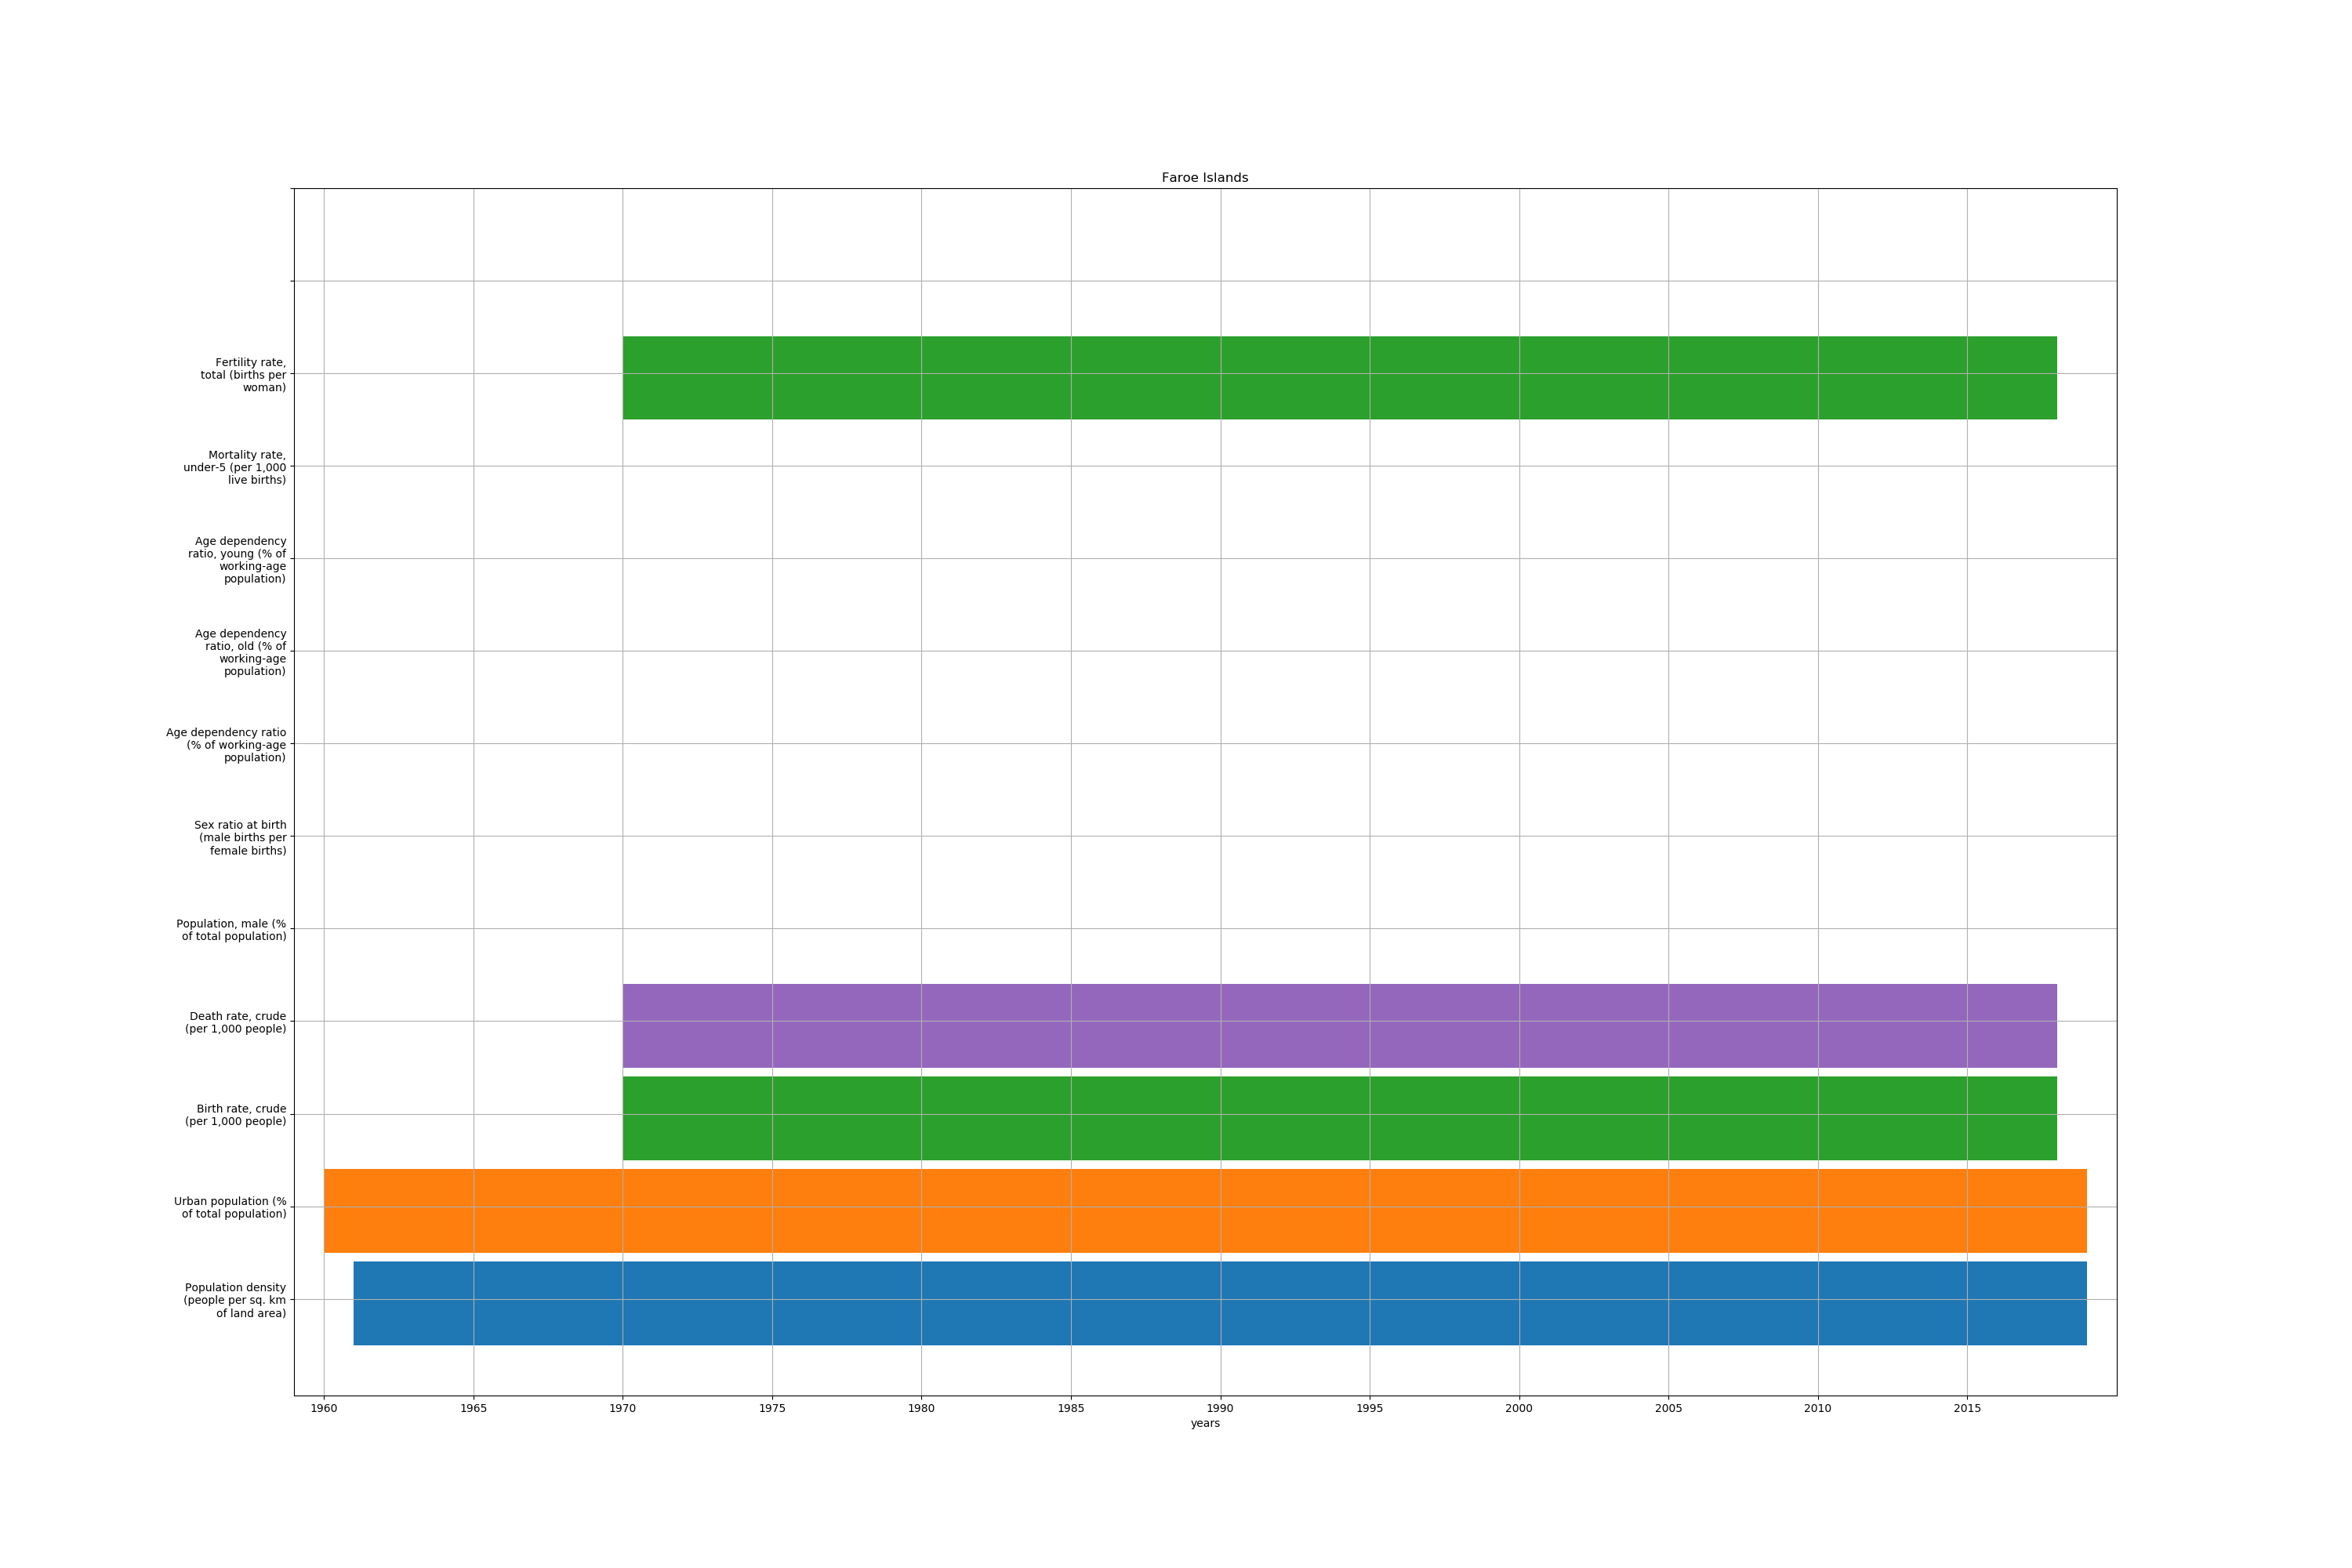 Faroe Islands
Fertility rate,
total (births per
woman)
Mortality rate,
under-5 (per 1,000
live births)
Age dependency
ratio, young (% of
working-age
population)
Age dependency
ratio, old (% of
working-age
population)
Age dependency ratio
(% of working-age
population)
Sex ratio at birth
(male births per
female births)
Population, male (%
of total population)
Death rate, crude
(per 1,000 people)
Birth rate, crude
(per 1,000 people)
Urban population (%
of total population)
Population density
(people per sq. km
of land area)
1960 1965 1970 1975 1980 1985 1990 1995 2000 2005 2010 2015
years